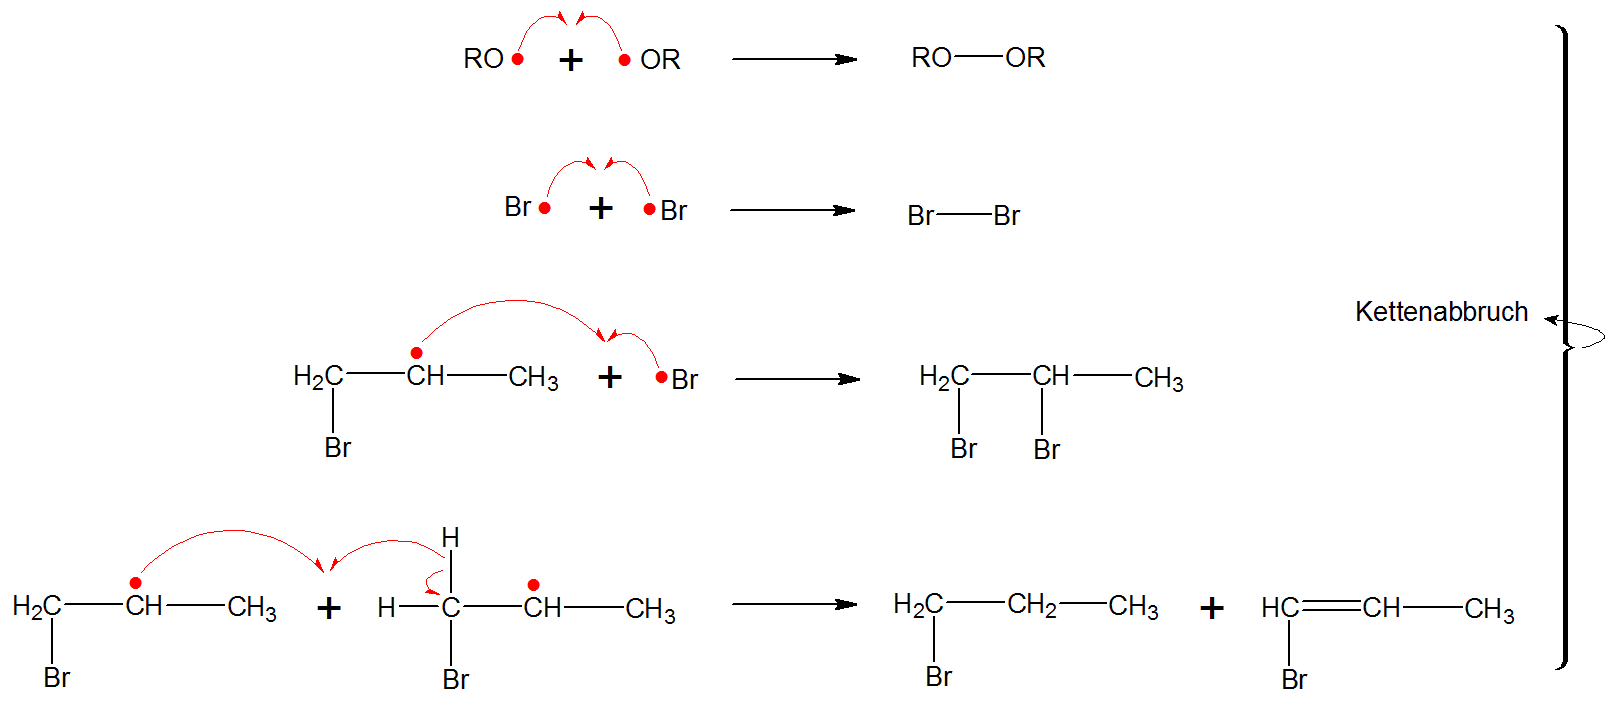 RO• + •OR → RO—OR
Br• + •Br → Br—Br
Kettenabbruch
H₂C—CH—CH₃ + •Br → H₂C—CH—CH₃
Br Br Br
H
H₂C—CH—CH₃ + H—C—CH—CH₃ → H₂C—CH₂—CH₃ + HC=CH—CH₃
Br Br Br Br